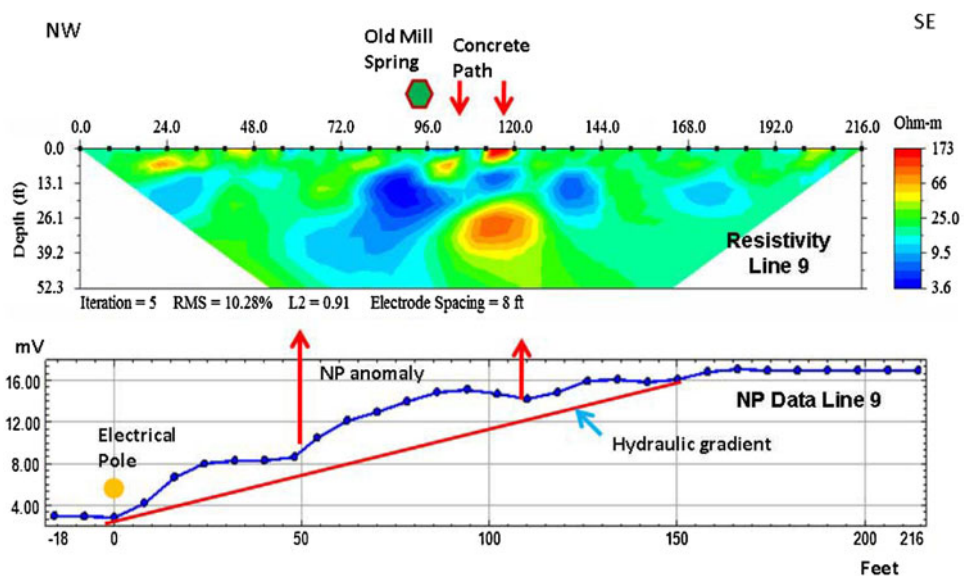 NW
SE
Old Mill
Spring
Concrete
Path
0.0 24.0 48.0 72.0 96.0 120.0 144.0 168.0 192.0 216.0
Ohm-m
Depth (ft)
0.0
13.1
26.1
39.2
52.3
173
66
25.0
9.5
3.6
Resistivity
Line 9
Iteration = 5 RMS = 10.28% L2 = 0.91 Electrode Spacing = 8 ft
mV
16.00
12.00
8.00
4.00
NP anomaly
NP Data Line 9
Electrical
Pole
Hydraulic gradient
-18 0 50 100 150 200 216
Feet